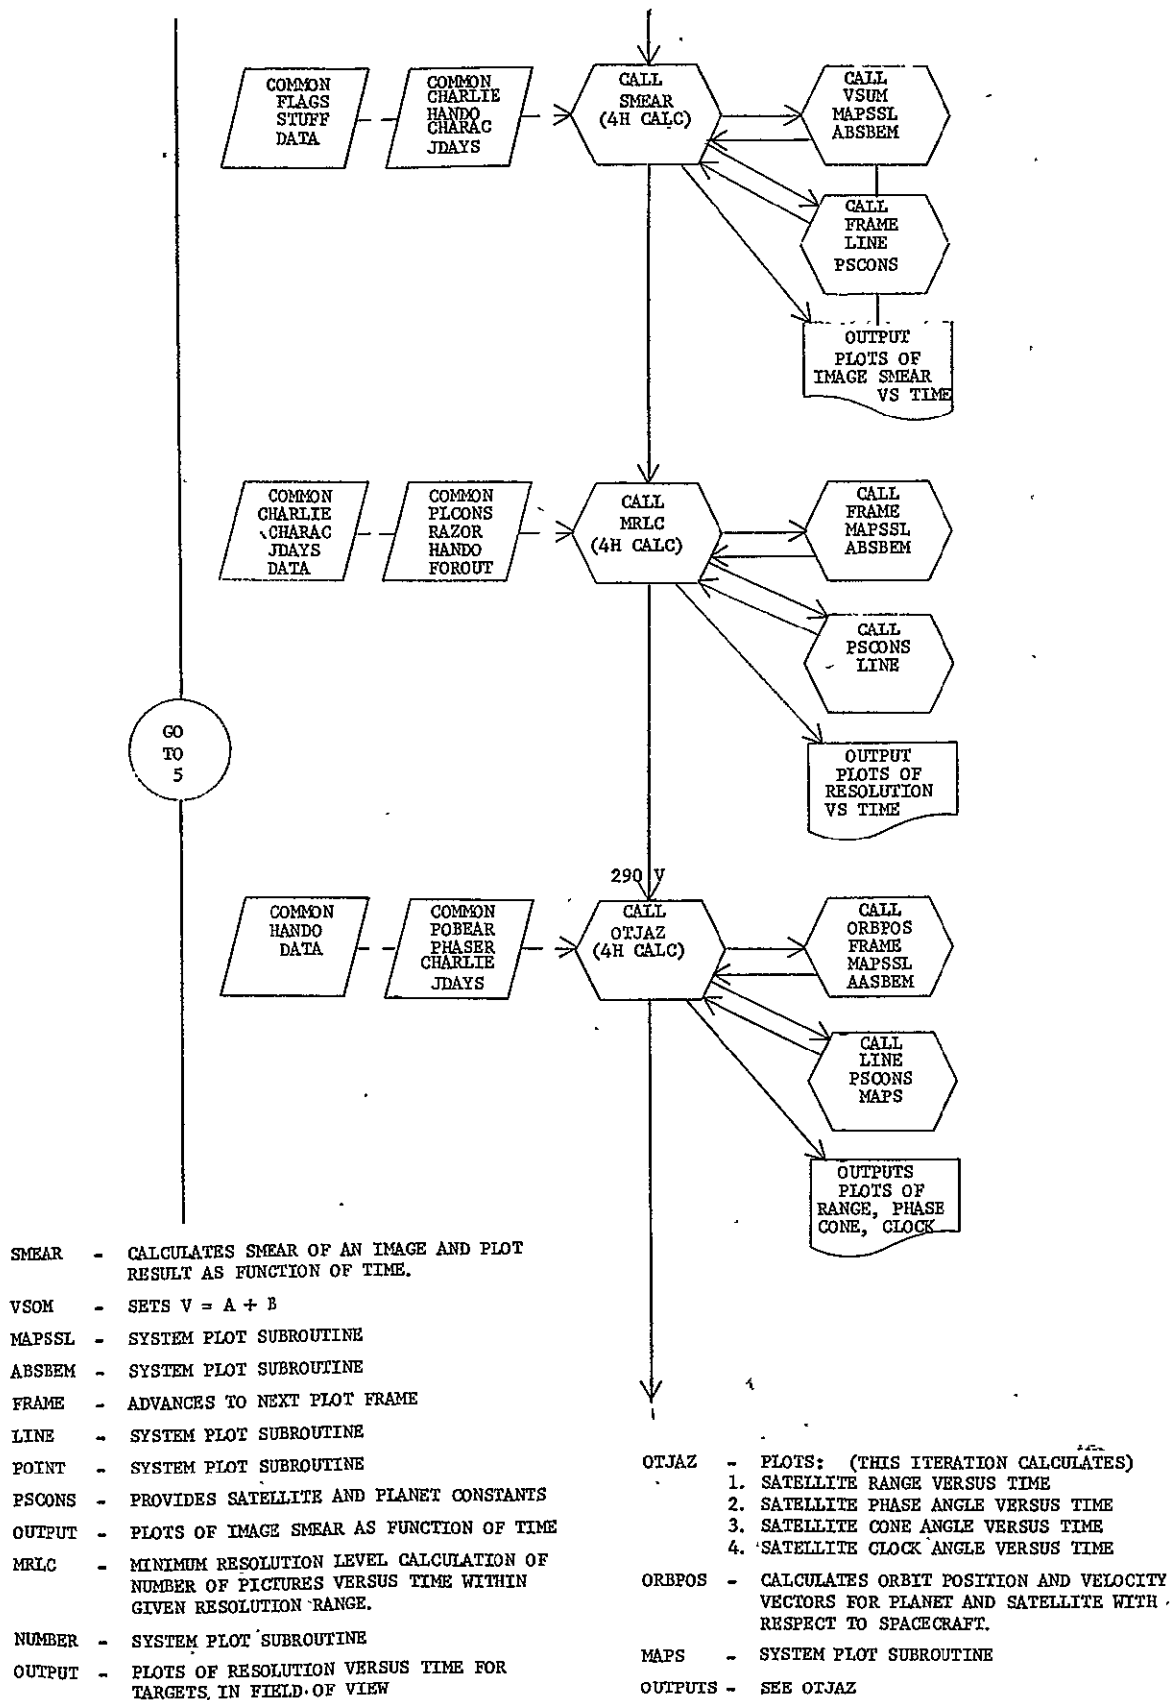 COMMON
FLAGS
STUFF
DATA
COMMON
CHARLIE
HANDO
CHARAC
JDAYS
CALL
SMEAR
(4H CALC)
CALL
VSUM
MAPSSL
ABSBEM
CALL
FRAME
LINE
PSCONS
OUTPUT
PLOTS OF
IMAGE SMEAR
VS TIME
COMMON
CHARLIE
CHARAC
JDAYS
DATA
COMMON
PLCONS
RAZOR
HANDO
FOROUT
CALL
MRLC
(4H CALC)
CALL
FRAME
MAPSSL
ABSBEM
CALL
PSCONS
LINE
GO
TO
5
OUTPUT
PLOTS OF
RESOLUTION
VS TIME
290
COMMON
HANDO
DATA
COMMON
POBEAR
PHASER
CHARLIE
JDAYS
CALL
OTJAZ
(4H CALC)
CALL
ORBPOS
FRAME
MAPSSL
AASBEM
CALL
LINE
PSCONS
MAPS
OUTPUTS
PLOTS OF
RANGE, PHASE
CONE, CLOCK
SMEAR - CALCULATES SMEAR OF AN IMAGE AND PLOT
RESULT AS FUNCTION OF TIME.
VSOM - SETS V = A + B
MAPSSL - SYSTEM PLOT SUBROUTINE
ABSBEM - SYSTEM PLOT SUBROUTINE
FRAME - ADVANCES TO NEXT PLOT FRAME
LINE - SYSTEM PLOT SUBROUTINE
POINT - SYSTEM PLOT SUBROUTINE
PSCONS - PROVIDES SATELLITE AND PLANET CONSTANTS
OUTPUT - PLOTS OF IMAGE SMEAR AS FUNCTION OF TIME
MRLC - MINIMUM RESOLUTION LEVEL CALCULATION OF
NUMBER OF PICTURES VERSUS TIME WITHIN
GIVEN RESOLUTION RANGE.
NUMBER - SYSTEM PLOT SUBROUTINE
OUTPUT - PLOTS OF RESOLUTION VERSUS TIME FOR
TARGETS IN FIELD OF VIEW
OTJAZ - PLOTS: (THIS ITERATION CALCULATES)
1. SATELLITE RANGE VERSUS TIME
2. SATELLITE PHASE ANGLE VERSUS TIME
3. SATELLITE CONE ANGLE VERSUS TIME
4. SATELLITE CLOCK ANGLE VERSUS TIME
ORBPOS - CALCULATES ORBIT POSITION AND VELOCITY
VECTORS FOR PLANET AND SATELLITE WITH
RESPECT TO SPACECRAFT.
MAPS - SYSTEM PLOT SUBROUTINE
OUTPUTS - SEE OTJAZ